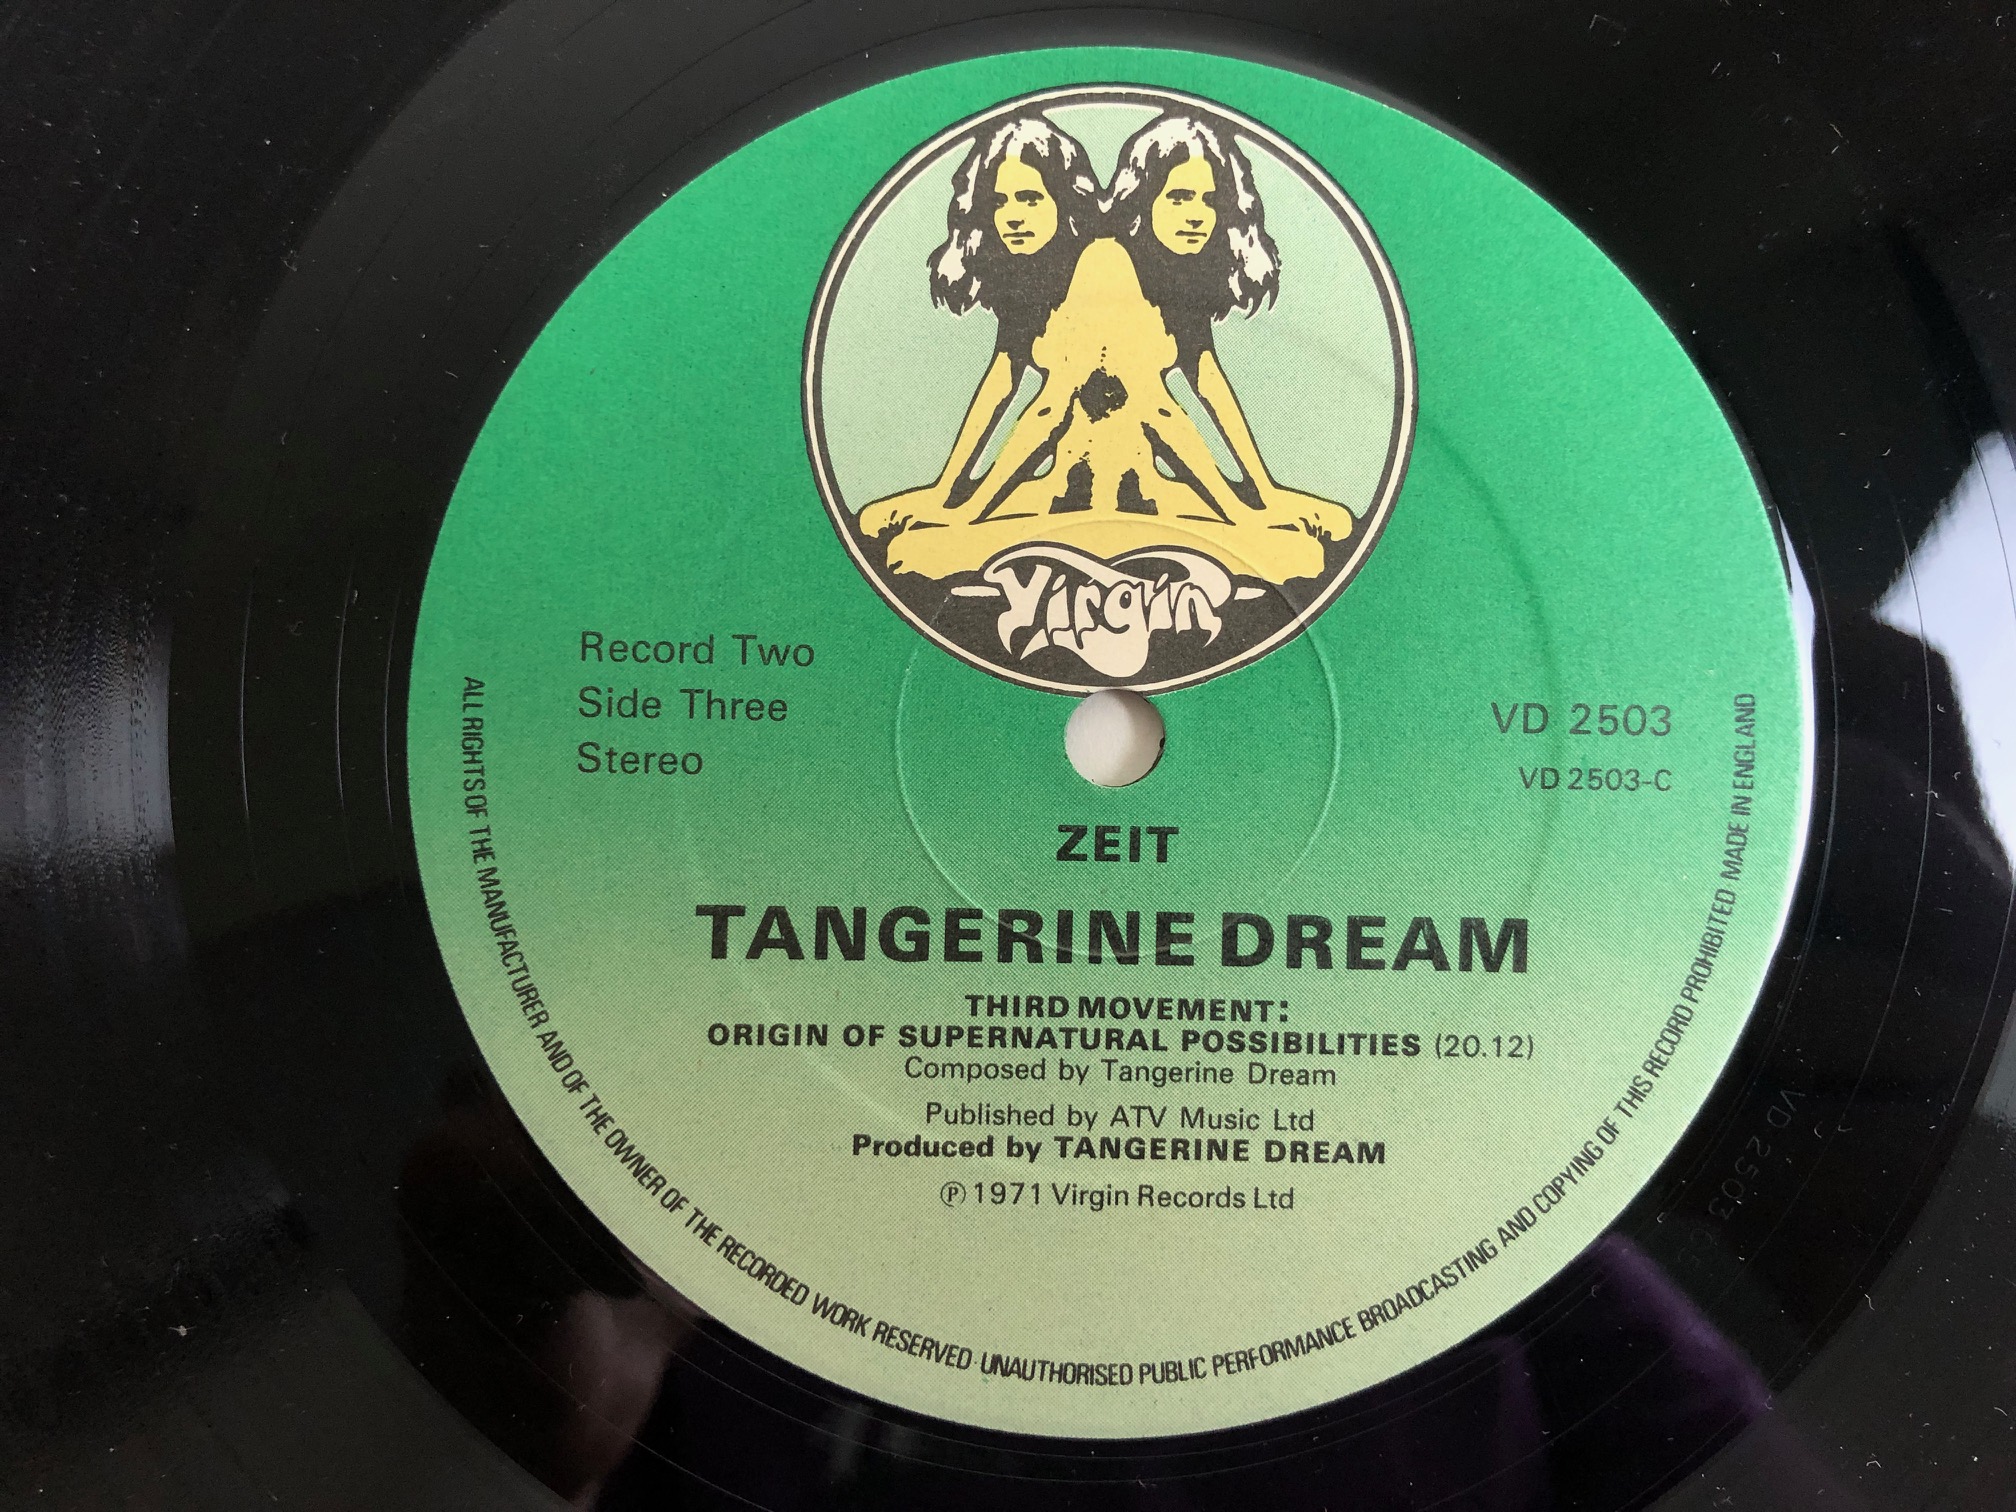 Virgin
Record Two
Side Three
Stereo
VD 2503
VD 2503-C
ZEIT
TANGERINE DREAM
THIRD MOVEMENT:
ORIGIN OF SUPERNATURAL POSSIBILITIES (20.12)
Composed by Tangerine Dream
Published by ATV Music Ltd
Produced by TANGERINE DREAM
Ⓟ 1971 Virgin Records Ltd
ALL RIGHTS OF THE MANUFACTURER AND OF THE OWNER OF THE RECORDED WORK RESERVED · UNAUTHORISED PUBLIC PERFORMANCE BROADCASTING AND COPYING OF THIS RECORD PROHIBITED MADE IN ENGLAND
VD 2503